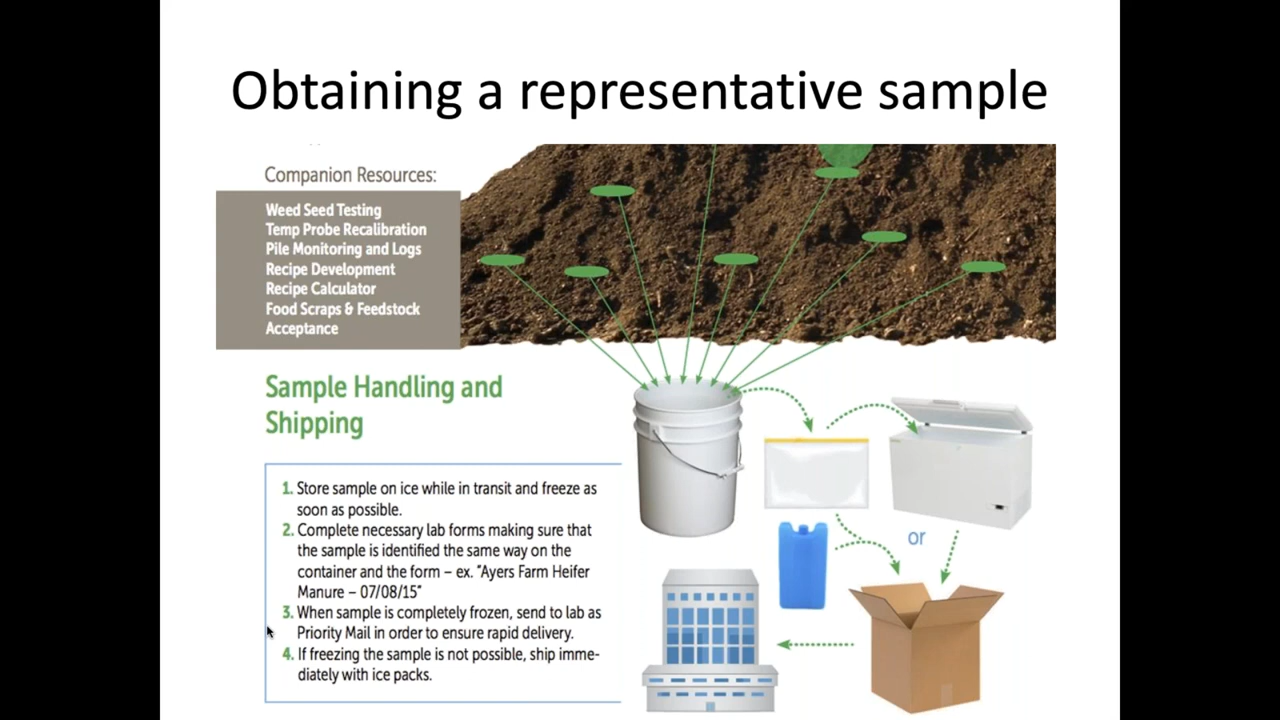 Obtaining a representative sample
Companion Resources:
Weed Seed Testing
Temp Probe Recalibration
Pile Monitoring and Logs
Recipe Development
Recipe Calculator
Food Scraps & Feedstock
Acceptance
Sample Handling and
Shipping
1. Store sample on ice while in transit and freeze as
soon as possible.
2. Complete necessary lab forms making sure that
the sample is identified the same way on the
container and the form – ex. "Ayers Farm Heifer
Manure – 07/08/15"
3. When sample is completely frozen, send to lab as
Priority Mail in order to ensure rapid delivery.
4. If freezing the sample is not possible, ship imme-
diately with ice packs.
or